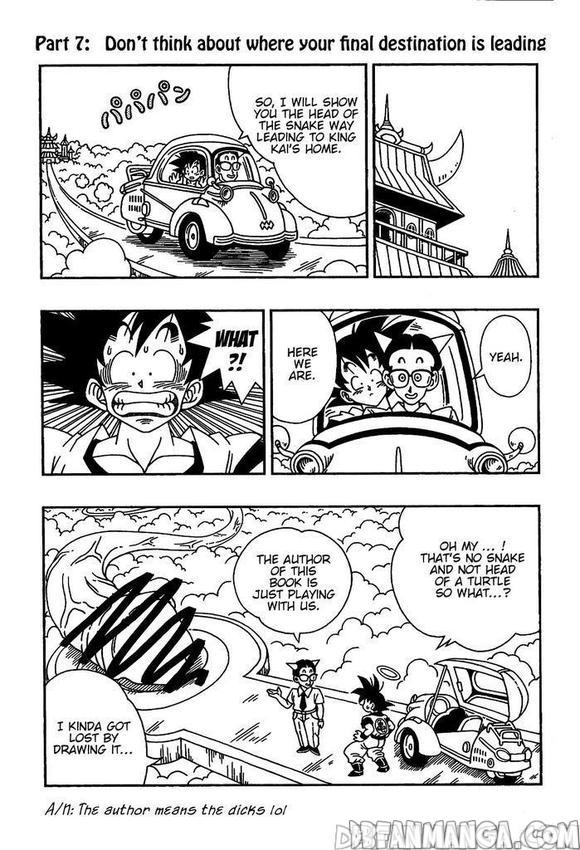 Part 7: Don't think about where your final destination is leading
パパパパン
SO, I WILL SHOW
YOU THE HEAD OF
THE SNAKE WAY
LEADING TO KING
KAI'S HOME.
WHAT
?!
HERE
WE
ARE.
YEAH.
OH MY ... !
THAT'S NO SNAKE
AND NOT HEAD
OF A TURTLE
SO WHAT...?
THE AUTHOR
OF THIS
BOOK IS
JUST PLAYING
WITH US.
I KINDA GOT
LOST BY
DRAWING IT...
A/N: The author means the dicks lol
DBFANMANGA.COM